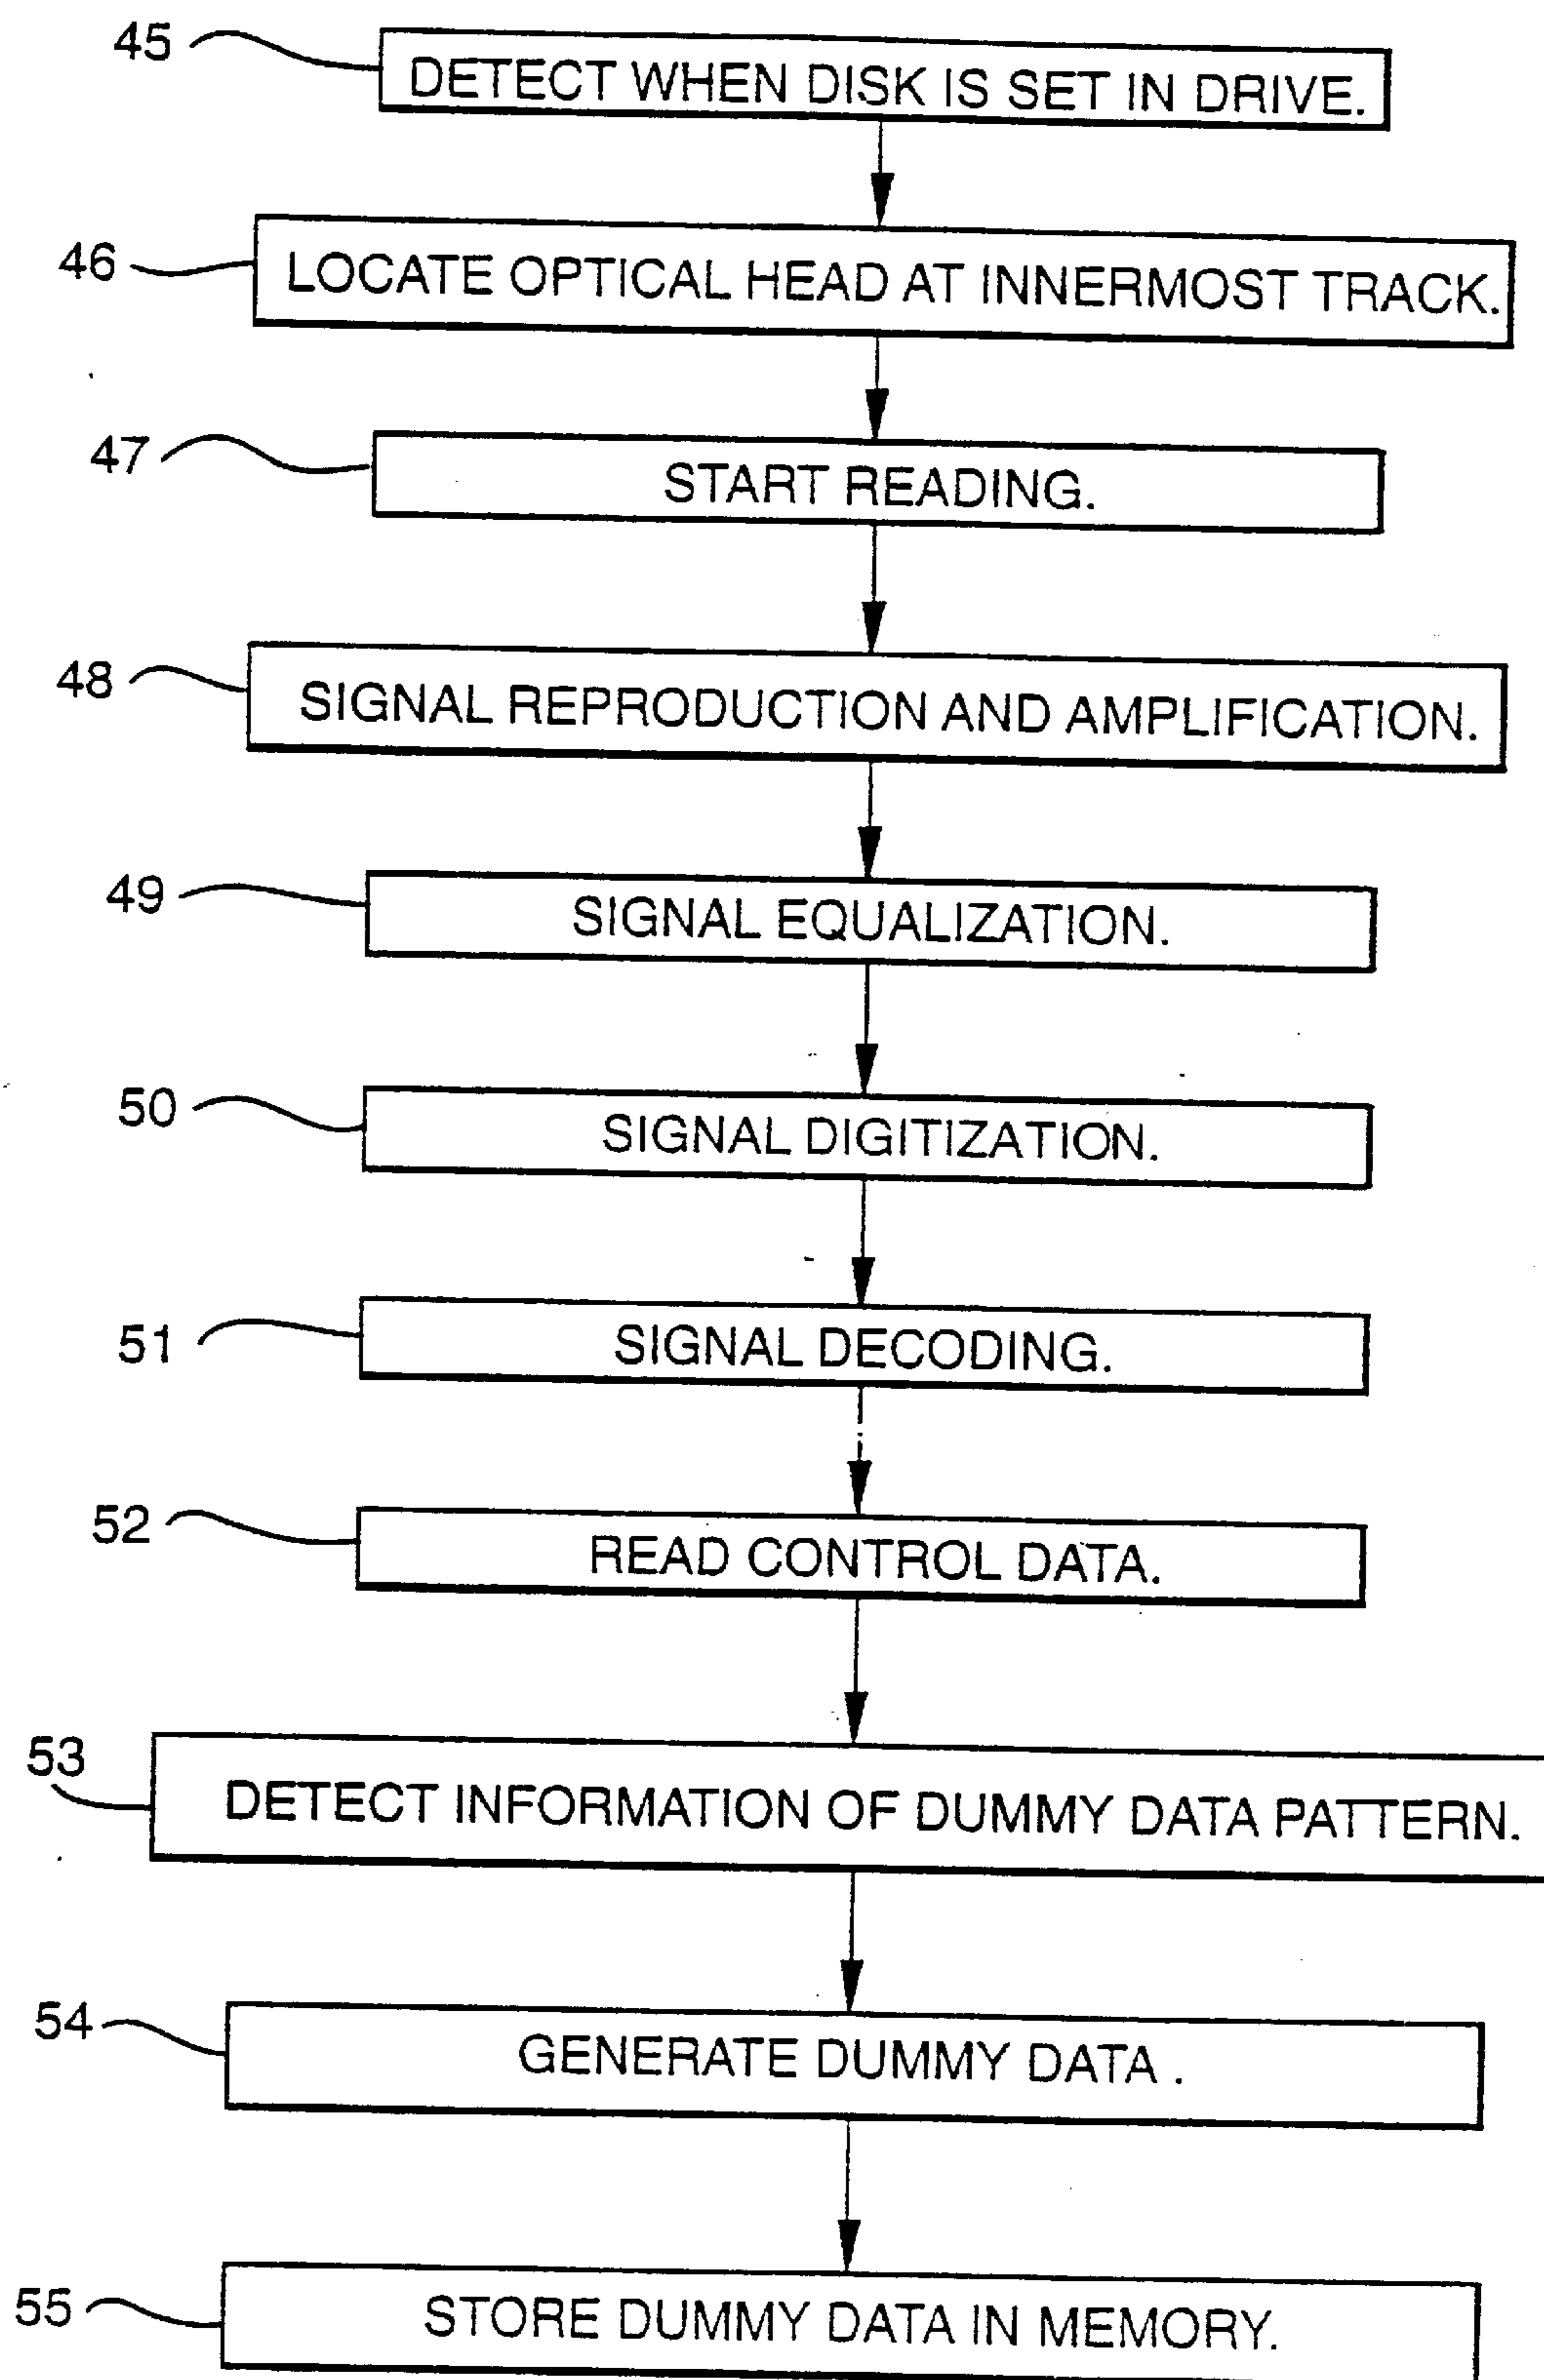 45 DETECT WHEN DISK IS SET IN DRIVE.
46 LOCATE OPTICAL HEAD AT INNERMOST TRACK.
47 START READING.
48 SIGNAL REPRODUCTION AND AMPLIFICATION.
49 SIGNAL EQUALIZATION.
50 SIGNAL DIGITIZATION.
51 SIGNAL DECODING.
52 READ CONTROL DATA.
53 DETECT INFORMATION OF DUMMY DATA PATTERN.
54 GENERATE DUMMY DATA .
55 STORE DUMMY DATA IN MEMORY.